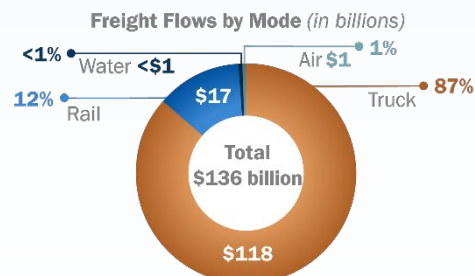 Freight Flows by Mode (in billions)
<1% Water <$1
Air $1 1%
12% Rail
$17
87% Truck
Total
$136 billion
$118